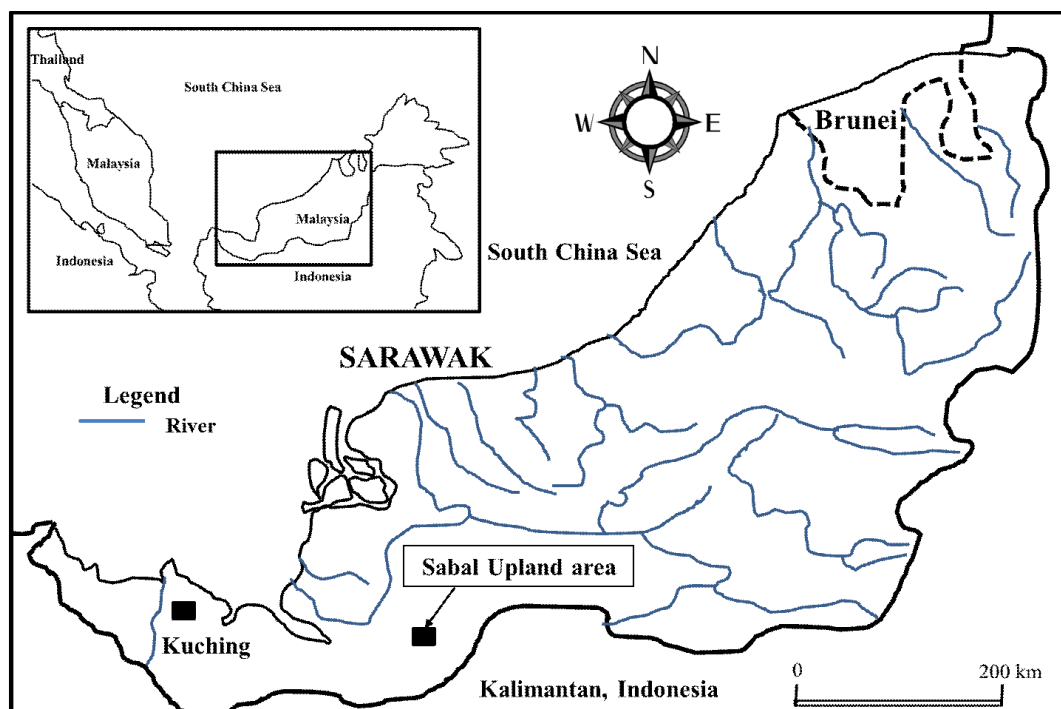 Thailand
South China Sea
Malaysia
Malaysia
Indonesia
Indonesia
N
W
E
S
Brunei
South China Sea
SARAWAK
Legend
River
Sabal Upland area
Kuching
0
200 km
Kalimantan, Indonesia